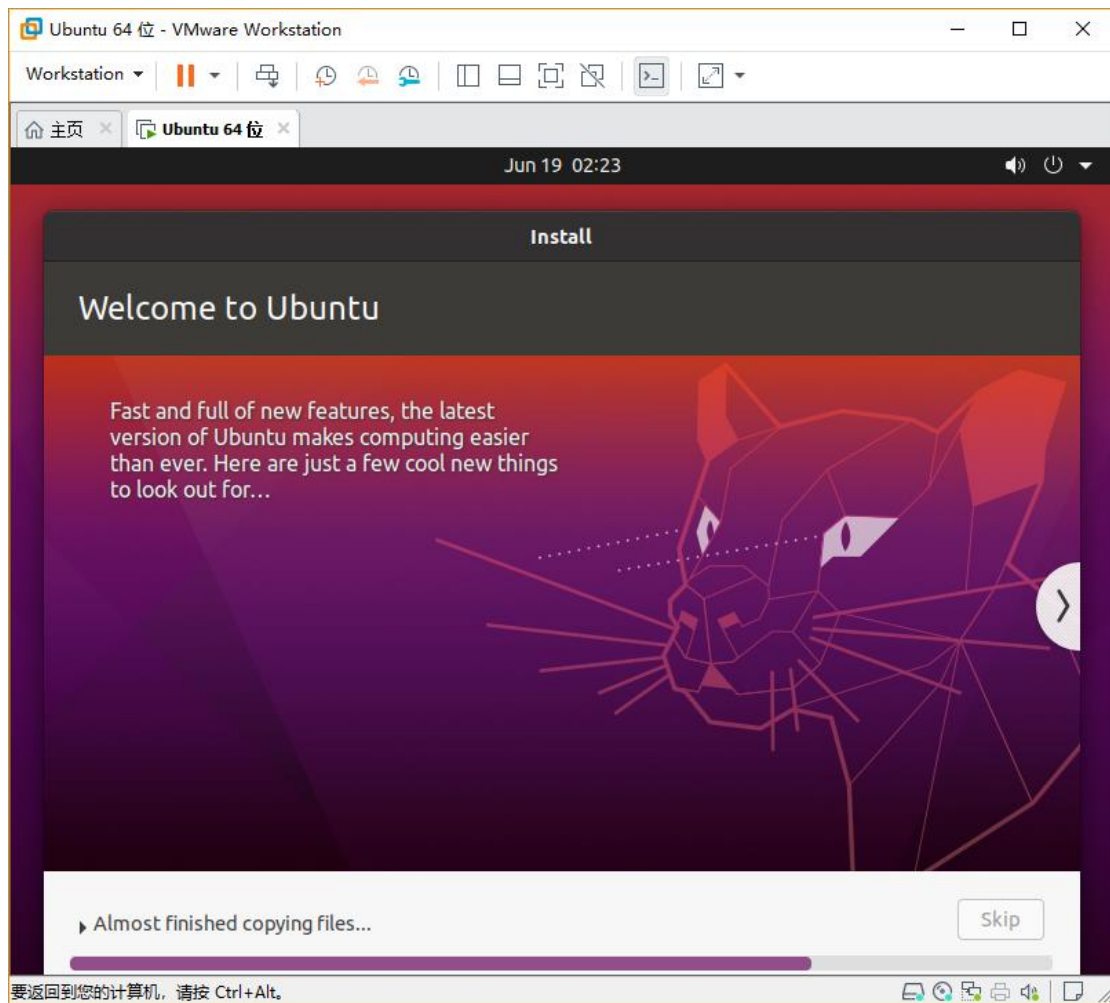 Ubuntu 64 位 - VMware Workstation
Workstation
主页
Ubuntu 64 位
Jun 19 02:23
Install
Welcome to Ubuntu
Fast and full of new features, the latest
version of Ubuntu makes computing easier
than ever. Here are just a few cool new things
to look out for...
Almost finished copying files...
Skip
要返回到您的计算机，请按 Ctrl+Alt。